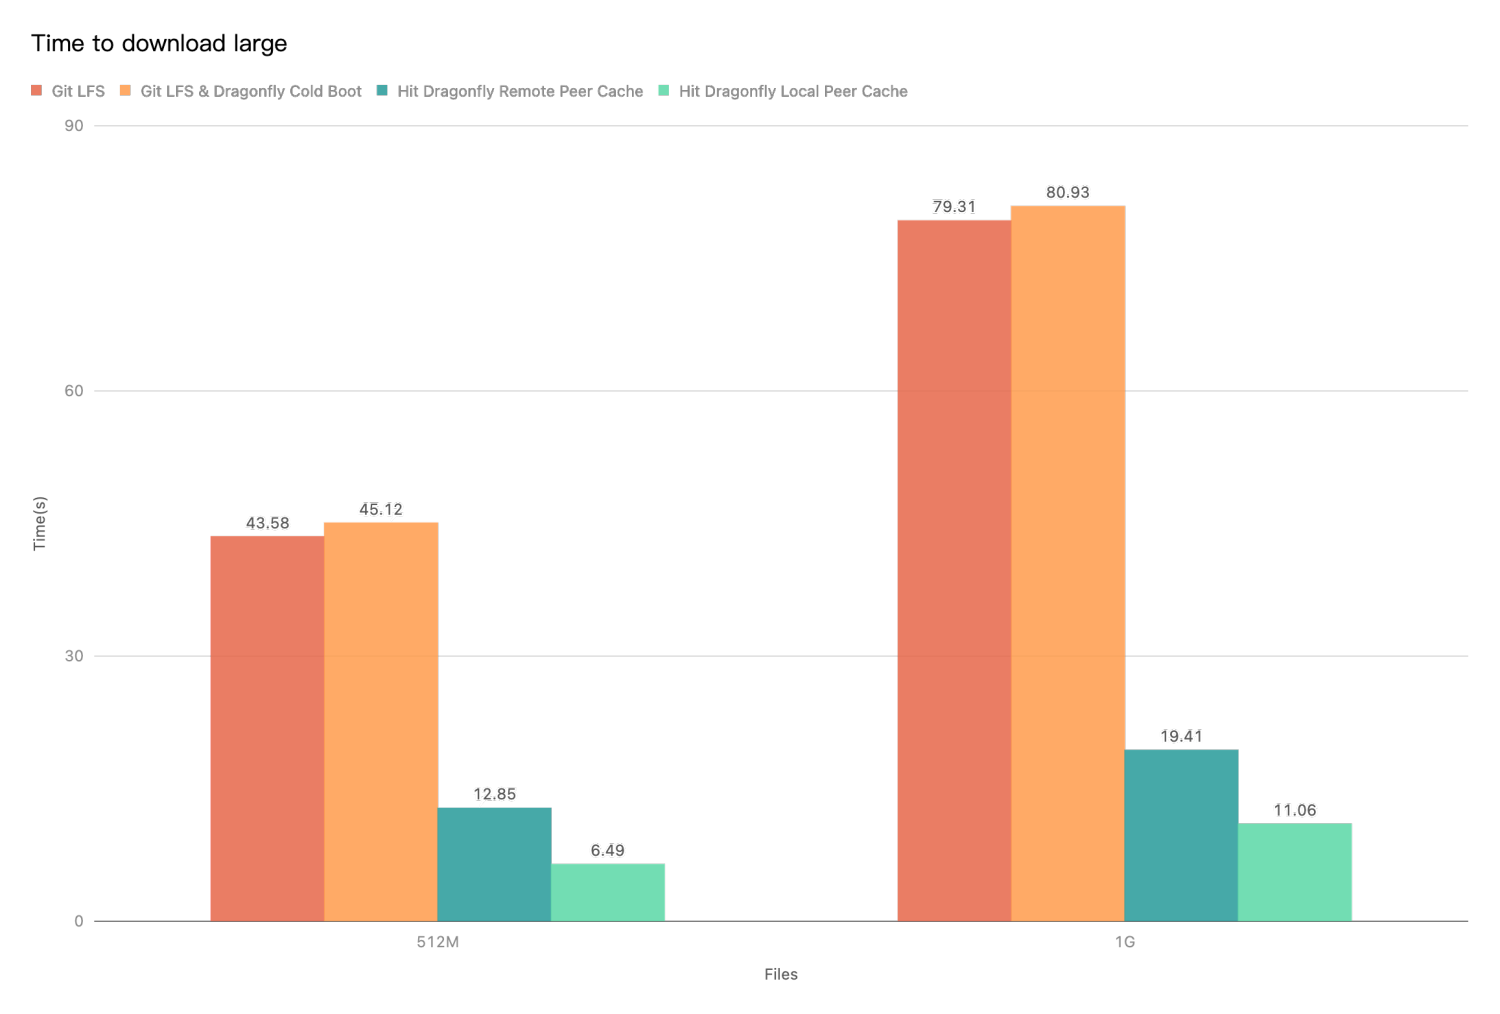 Time to download large
Git LFS Git LFS & Dragonfly Cold Boot Hit Dragonfly Remote Peer Cache Hit Dragonfly Local Peer Cache
90
60
30
0
Time(s)
43.58
45.12
12.85
6.49
79.31
80.93
19.41
11.06
512M 1G
Files